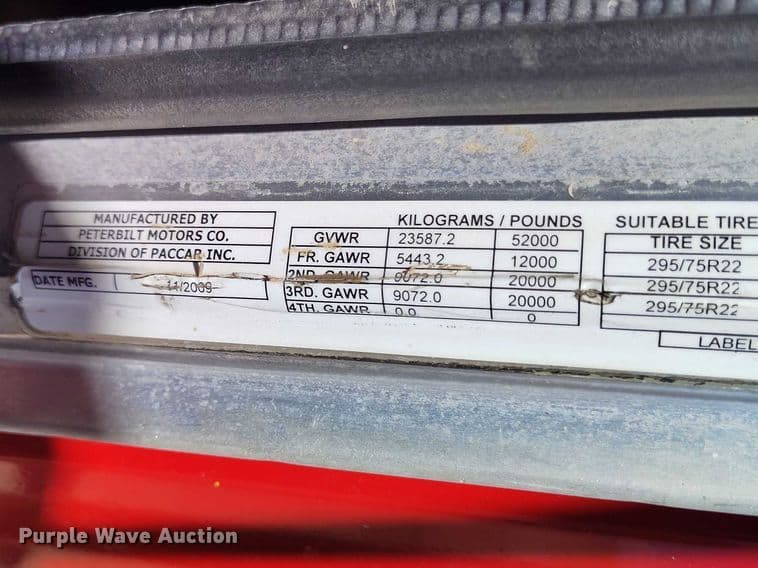 MANUFACTURED BY
PETERBILT MOTORS CO.
DIVISION OF PACCAR INC.
DATE MFG. 11/2009
KILOGRAMS / POUNDS
GVWR 23587.2 52000
FR. GAWR 5443.2 12000
2ND. GAWR 9072.0 20000
3RD. GAWR 9072.0 20000
4TH. GAWR 0.0 0
SUITABLE TIRE
TIRE SIZE
295/75R22
295/75R22
295/75R22
LABEL
Purple Wave Auction